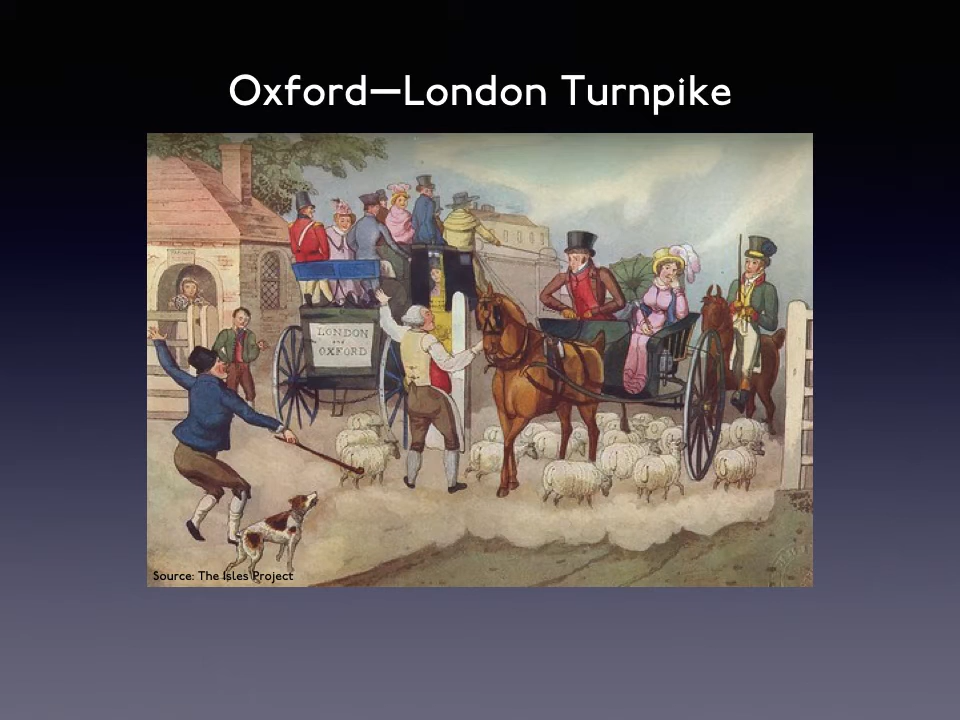 Oxford—London Turnpike
LONDON
and
OXFORD
Source: The Isles Project